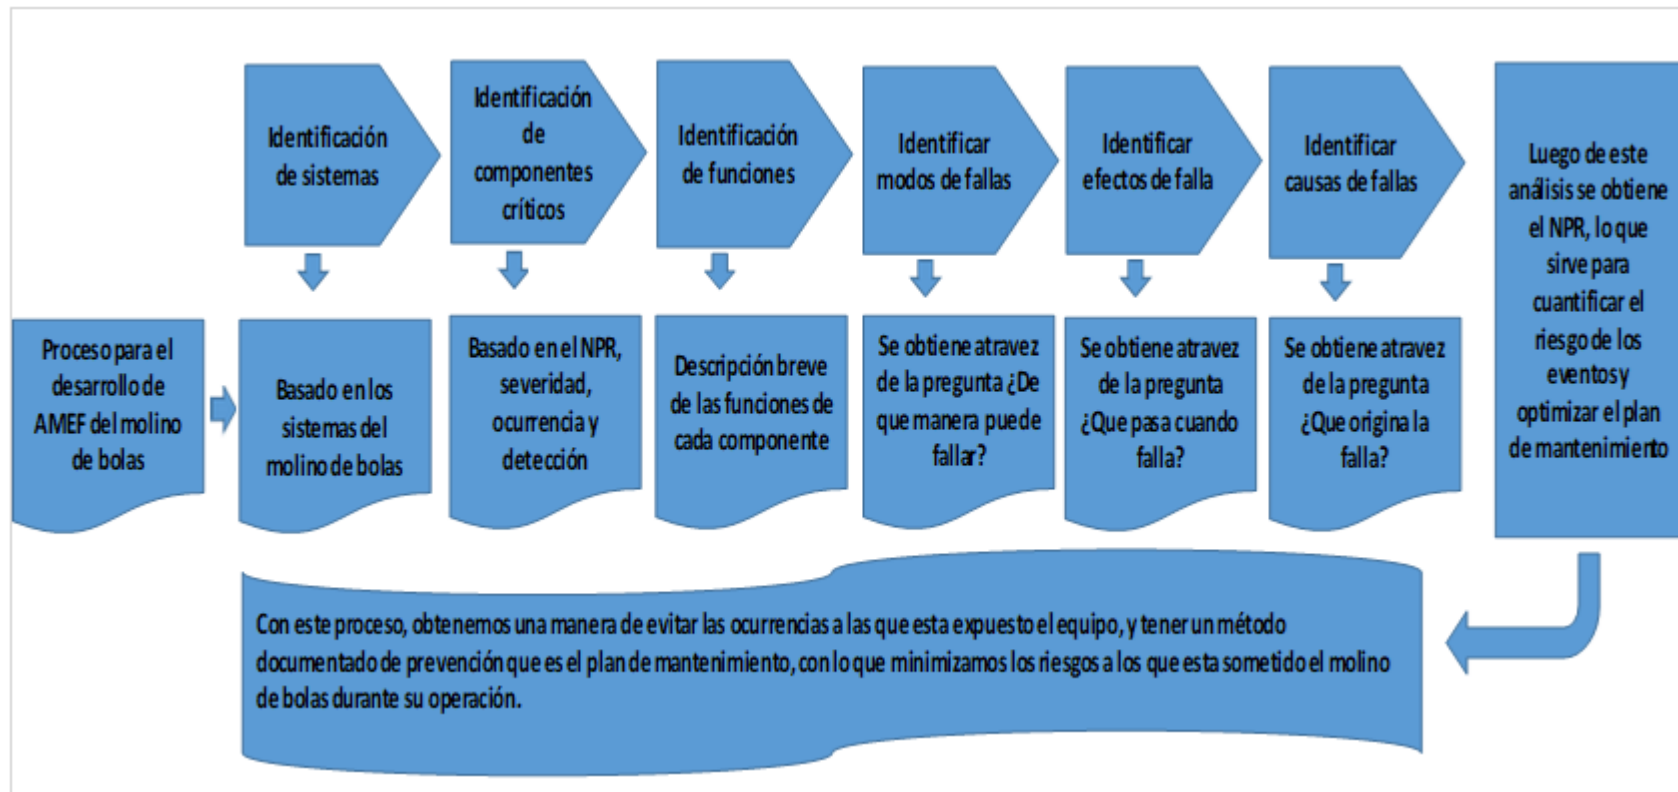 Identificación
de sistemas
Identificación
de
componentes
críticos
Identificación
de funciones
Identificar
modos de fallas
Identificar
efectos de falla
Identificar
causas de fallas
Luego de este
análisis se obtiene
el NPR, lo que
sirve para
cuantificar el
riesgo de los
eventos y
optimizar el plan
de mantenimiento
Proceso para el
desarrollo de
AMEF del molino
de bolas
Basado en los
sistemas del
molino de bolas
Basado en el NPR,
severidad,
ocurrencia y
detección
Descripción breve
de las funciones de
cada componente
Se obtiene atravez
de la pregunta ¿De
que manera puede
fallar?
Se obtiene atravez
de la pregunta
¿Que pasa cuando
falla?
Se obtiene atravez
de la pregunta
¿Que origina la
falla?
Con este proceso, obtenemos una manera de evitar las ocurrencias a las que esta expuesto el equipo, y tener un método
documentado de prevención que es el plan de mantenimiento, con lo que minimizamos los riesgos a los que esta sometido el molino
de bolas durante su operación.